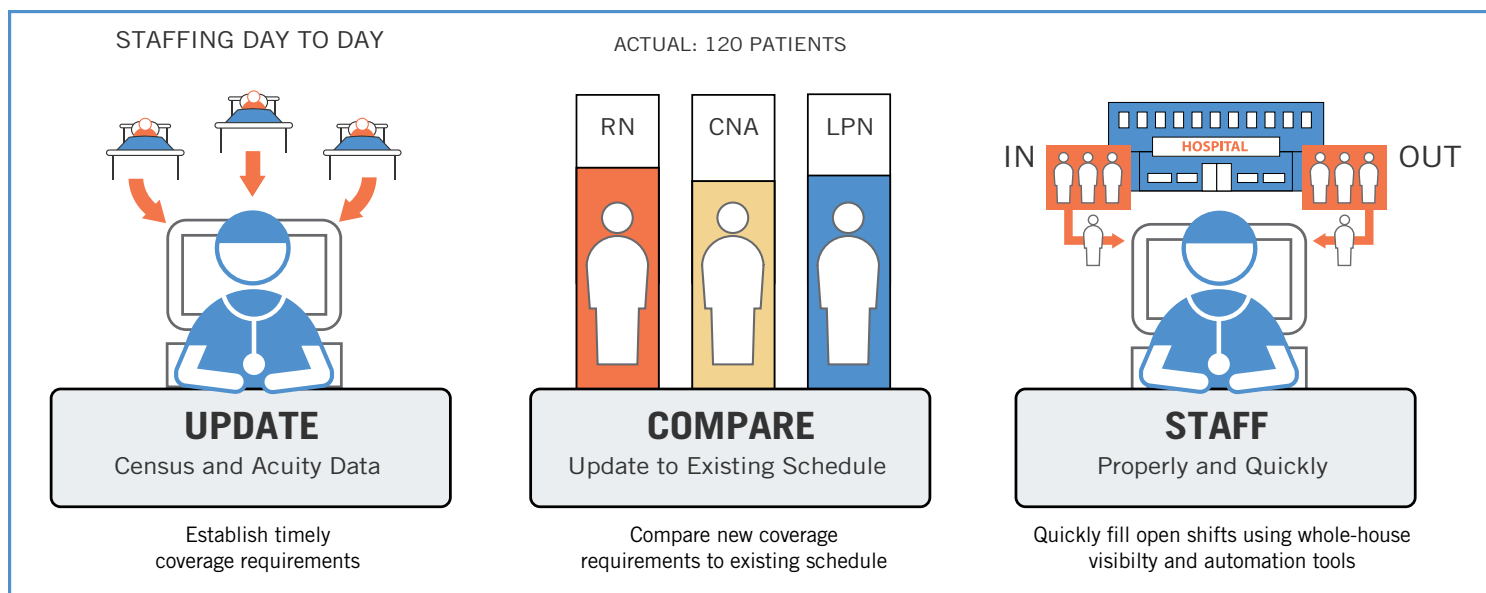 STAFFING DAY TO DAY
UPDATE
Census and Acuity Data
Establish timely
coverage requirements
ACTUAL: 120 PATIENTS
RN
CNA
LPN
COMPARE
Update to Existing Schedule
Compare new coverage
requirements to existing schedule
IN
HOSPITAL
OUT
STAFF
Properly and Quickly
Quickly fill open shifts using whole-house
visibilty and automation tools